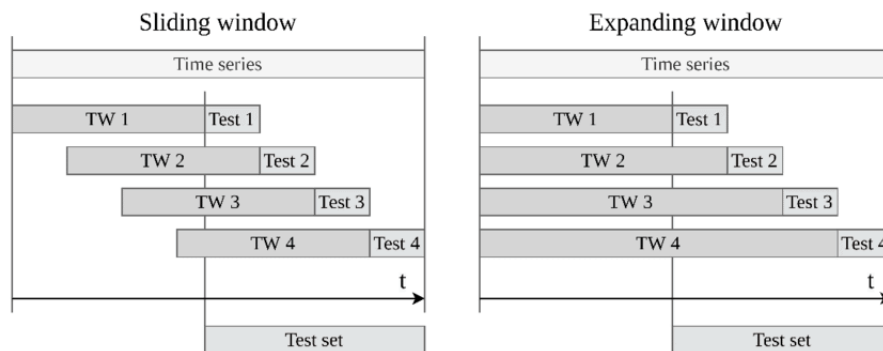 Sliding window
Time series
TW 1
Test 1
TW 2
Test 2
TW 3
Test 3
TW 4
Test 4
t
Test set
Expanding window
Time series
TW 1
Test 1
TW 2
Test 2
TW 3
Test 3
TW 4
Test 4
t
Test set